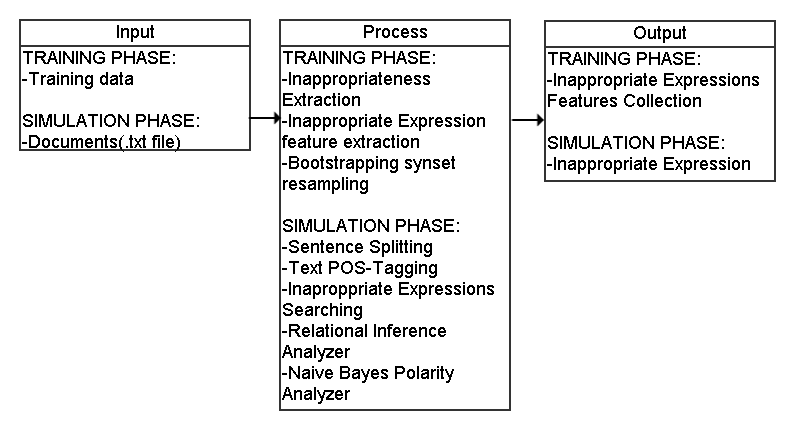 Input
TRAINING PHASE:
-Training data
SIMULATION PHASE:
-Documents(.txt file)
Process
TRAINING PHASE:
-Inappropriateness
Extraction
-Inappropriate Expression
feature extraction
-Bootstrapping synset
resampling
SIMULATION PHASE:
-Sentence Splitting
-Text POS-Tagging
-Inaproppriate Expressions
Searching
-Relational Inference
Analyzer
-Naive Bayes Polarity
Analyzer
Output
TRAINING PHASE:
-Inappropriate Expressions
Features Collection
SIMULATION PHASE:
-Inappropriate Expression